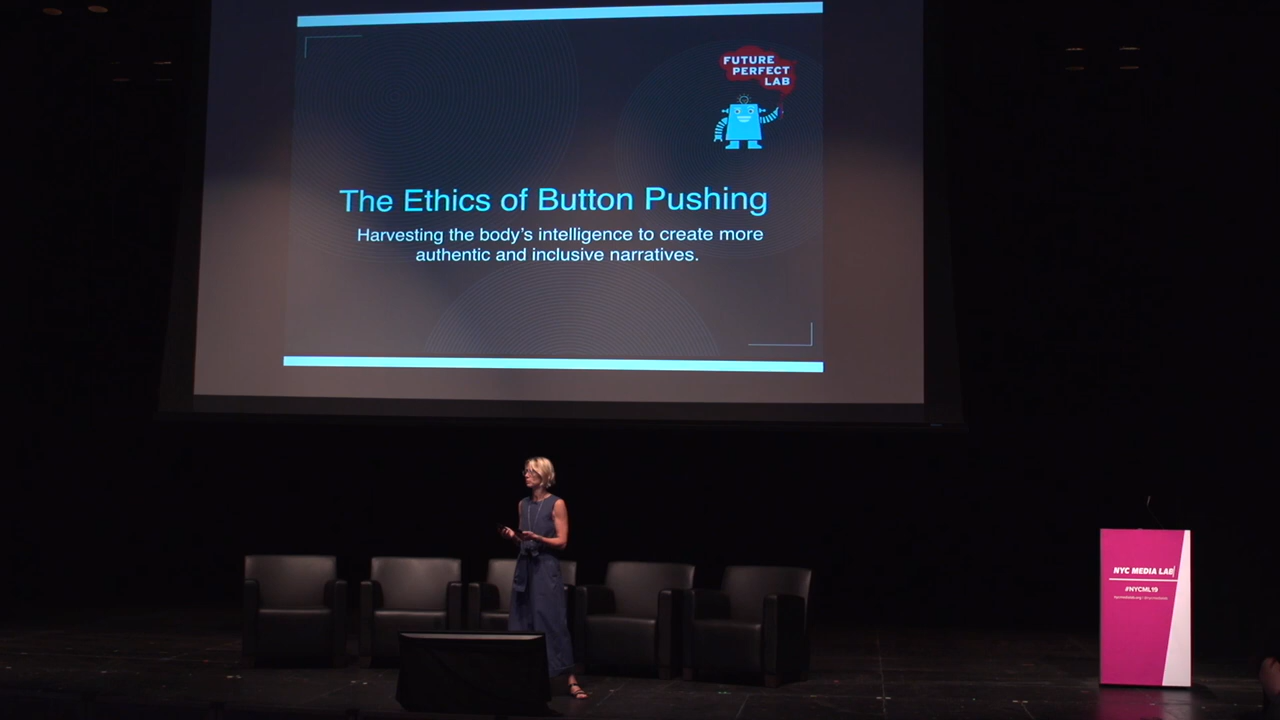 FUTURE
PERFECT
LAB
The Ethics of Button Pushing
Harvesting the body's intelligence to create more
authentic and inclusive narratives.
NYC MEDIA LAB
#NYCML19